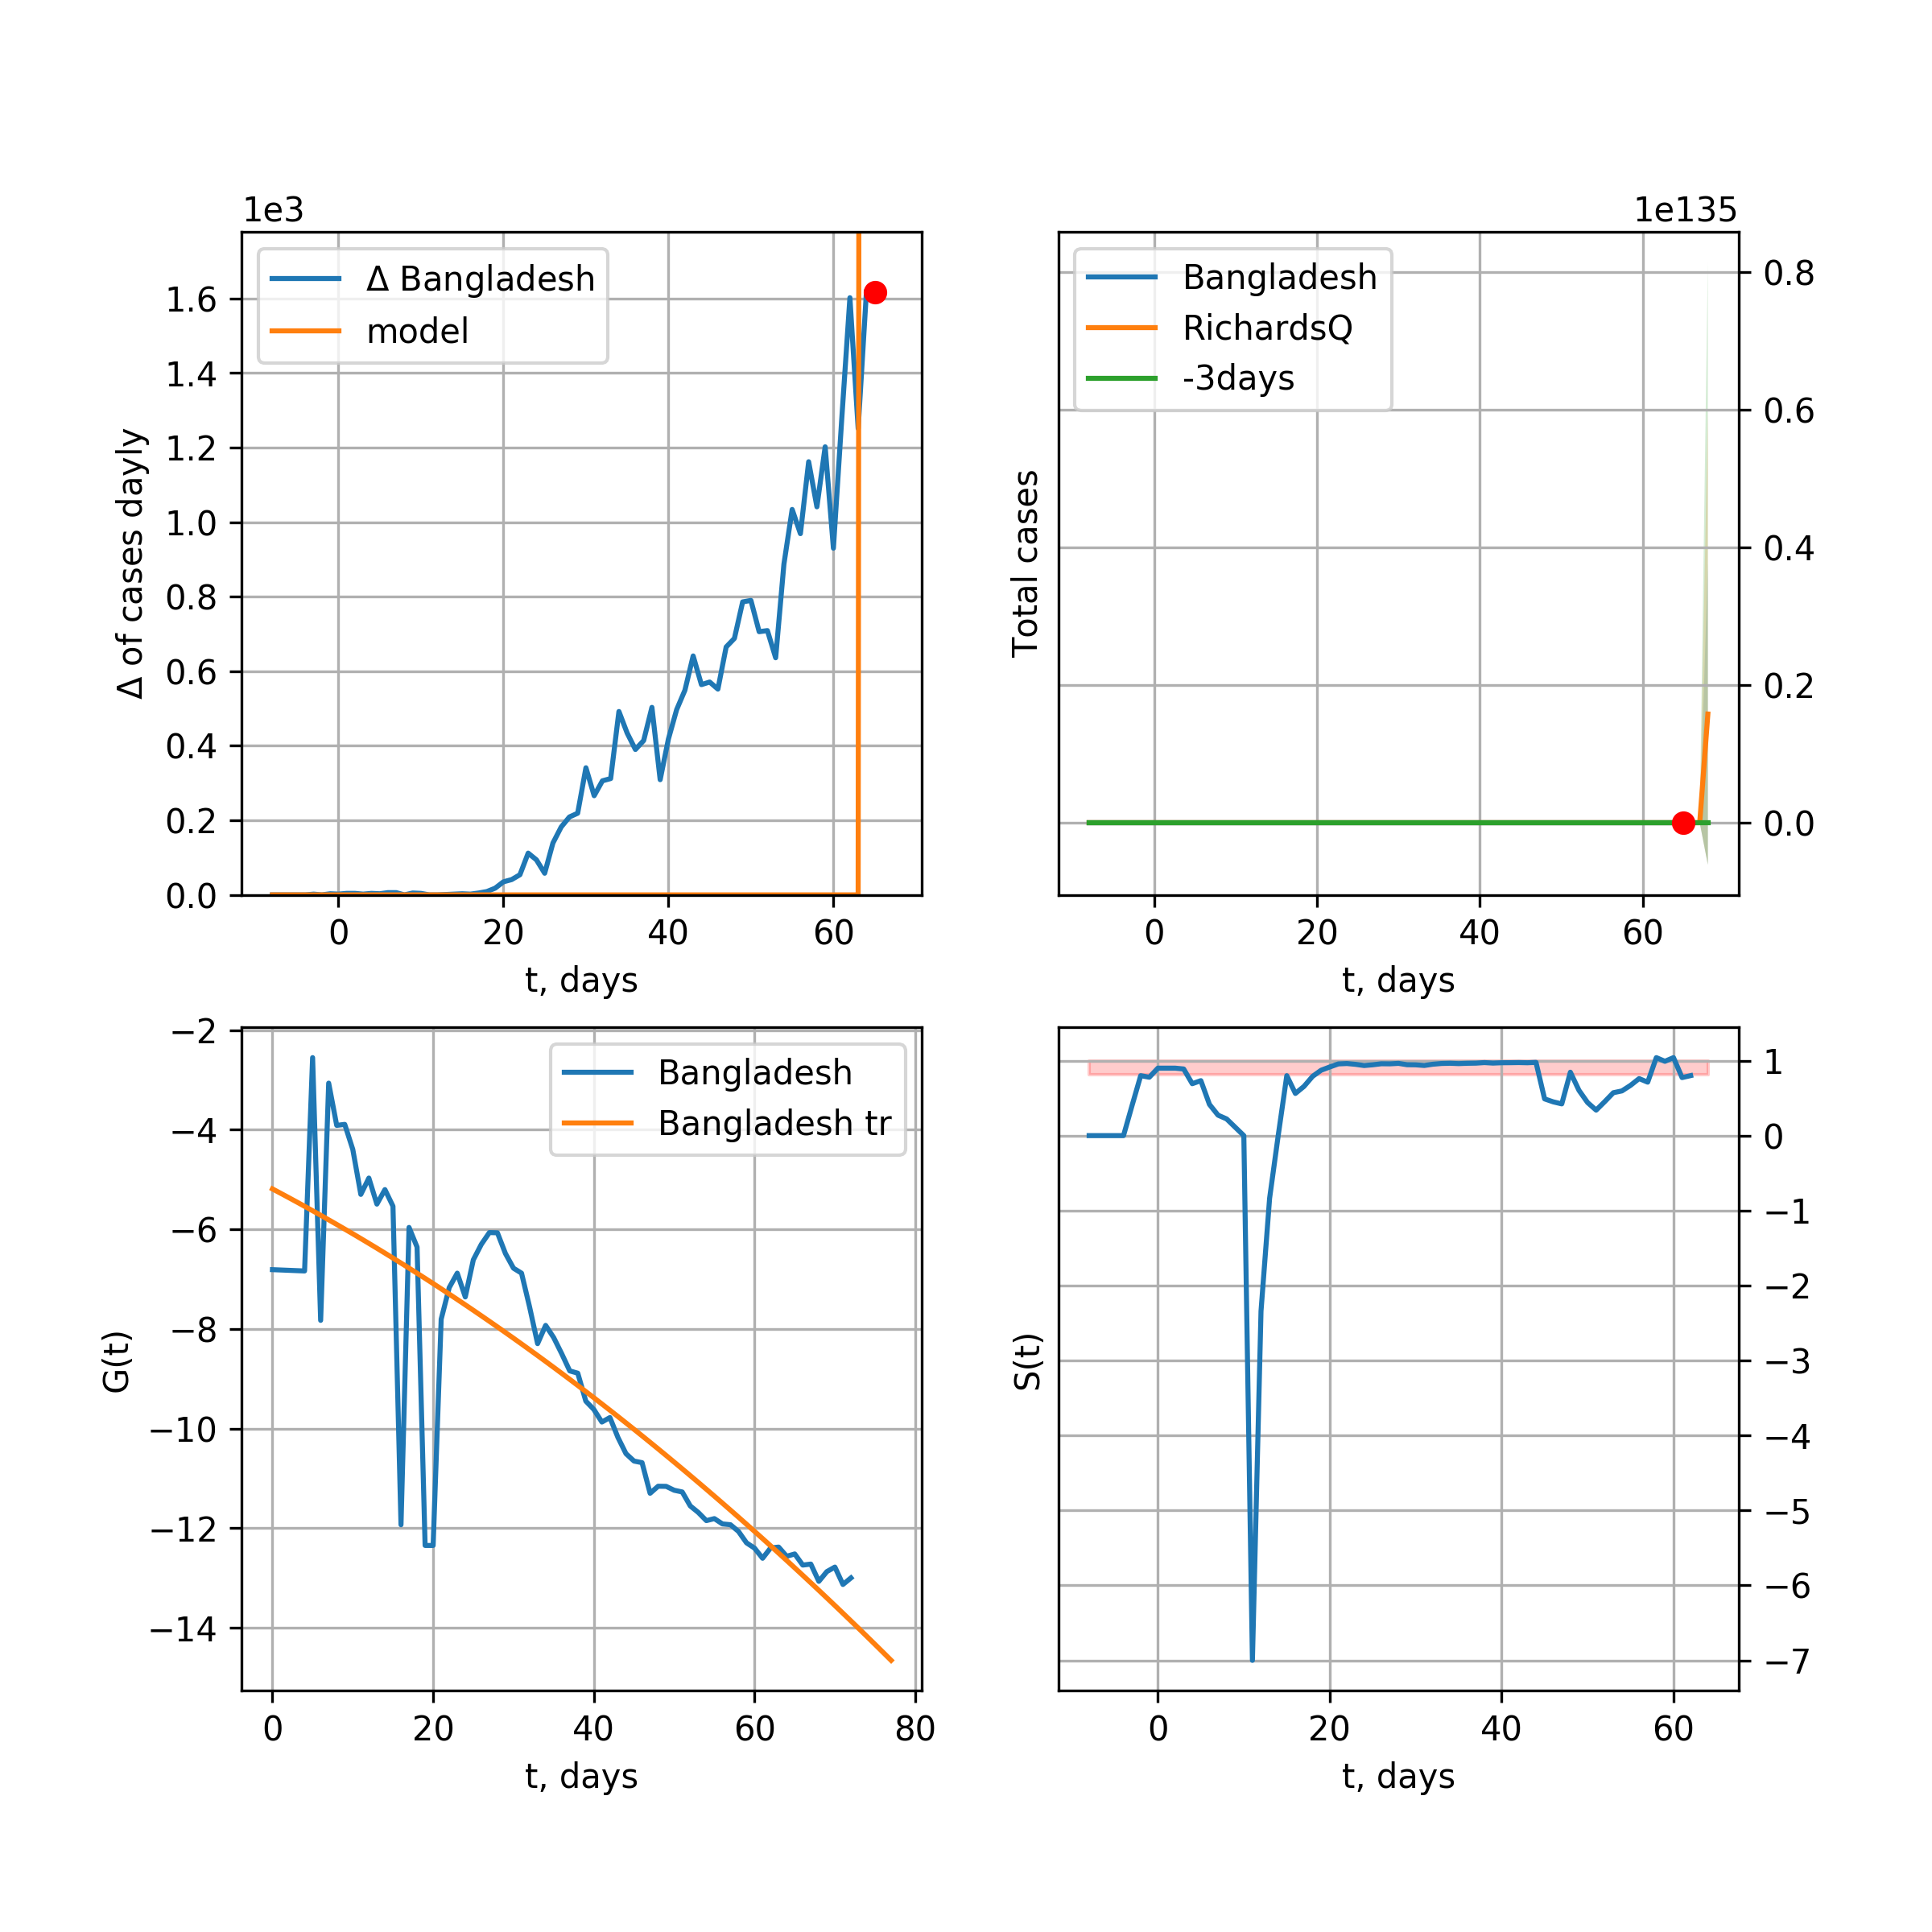 1e3
Δ Bangladesh
model
1.6
1.4
1.2
1.0
0.8
0.6
0.4
0.2
0.0
Δ of cases dayly
0 20 40 60
t, days
1e135
Bangladesh
RichardsQ
-3days
0.8
0.6
0.4
0.2
0.0
Total cases
0 20 40 60
t, days
−2
−4
−6
−8
−10
−12
−14
G(t)
Bangladesh
Bangladesh tr
0 20 40 60 80
t, days
1
0
−1
−2
−3
−4
−5
−6
−7
S(t)
0 20 40 60
t, days